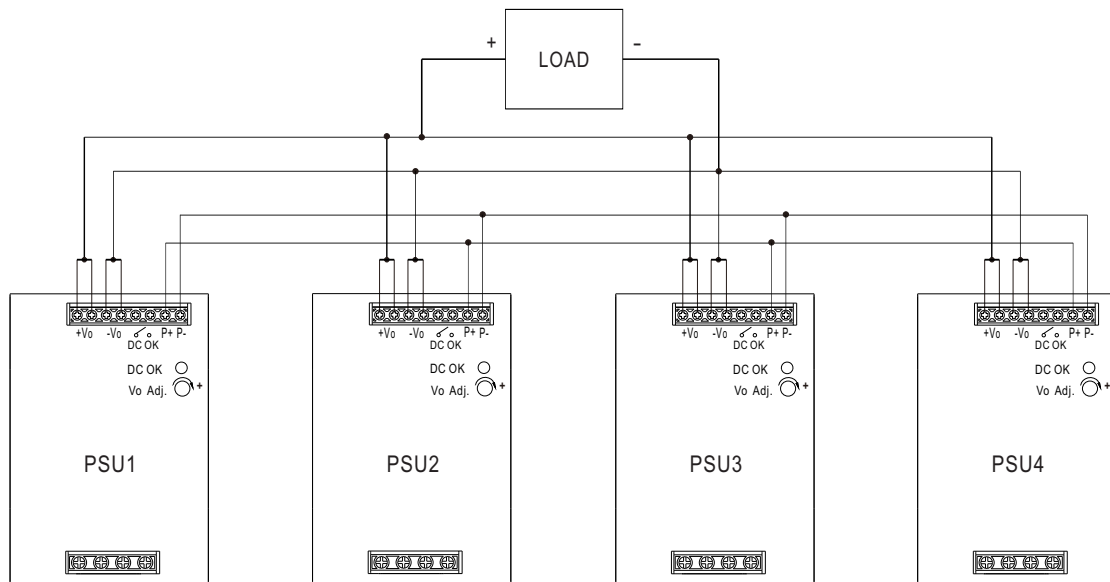 + LOAD -
+Vo -Vo P+ P- +Vo -Vo P+ P- +Vo -Vo P+ P- +Vo -Vo P+ P-
DC OK DC OK DC OK DC OK
DC OK DC OK DC OK DC OK
Vo Adj. + Vo Adj. + Vo Adj. + Vo Adj. +
PSU1 PSU2 PSU3 PSU4